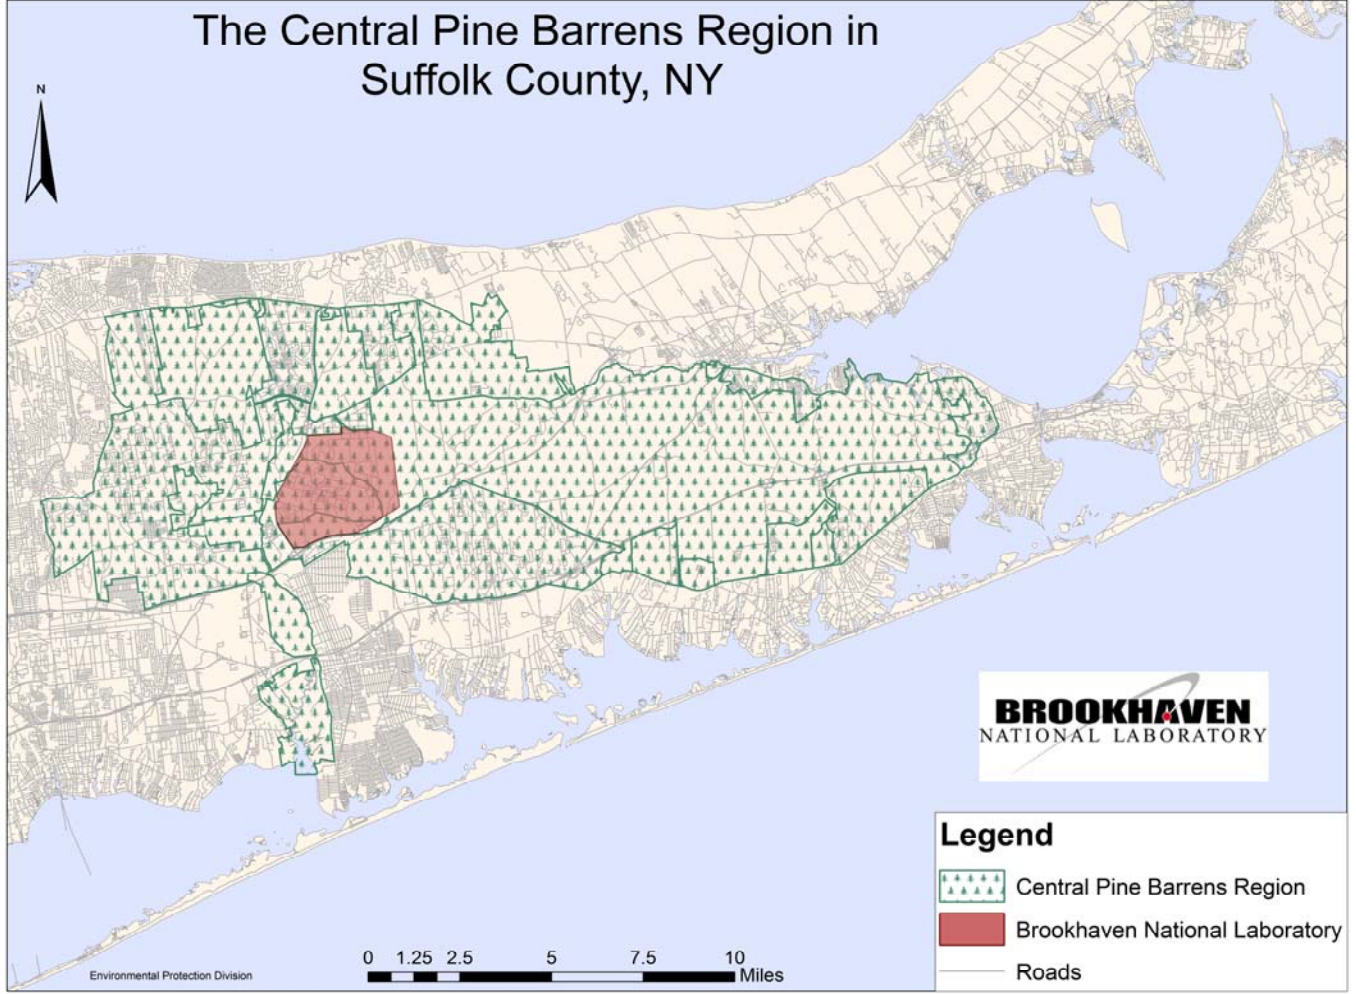 The Central Pine Barrens Region in
Suffolk County, NY
N
BROOKHAVEN
NATIONAL LABORATORY
Legend
Central Pine Barrens Region
Brookhaven National Laboratory
Roads
0 1.25 2.5 5 7.5 10
Miles
Environmental Protection Division